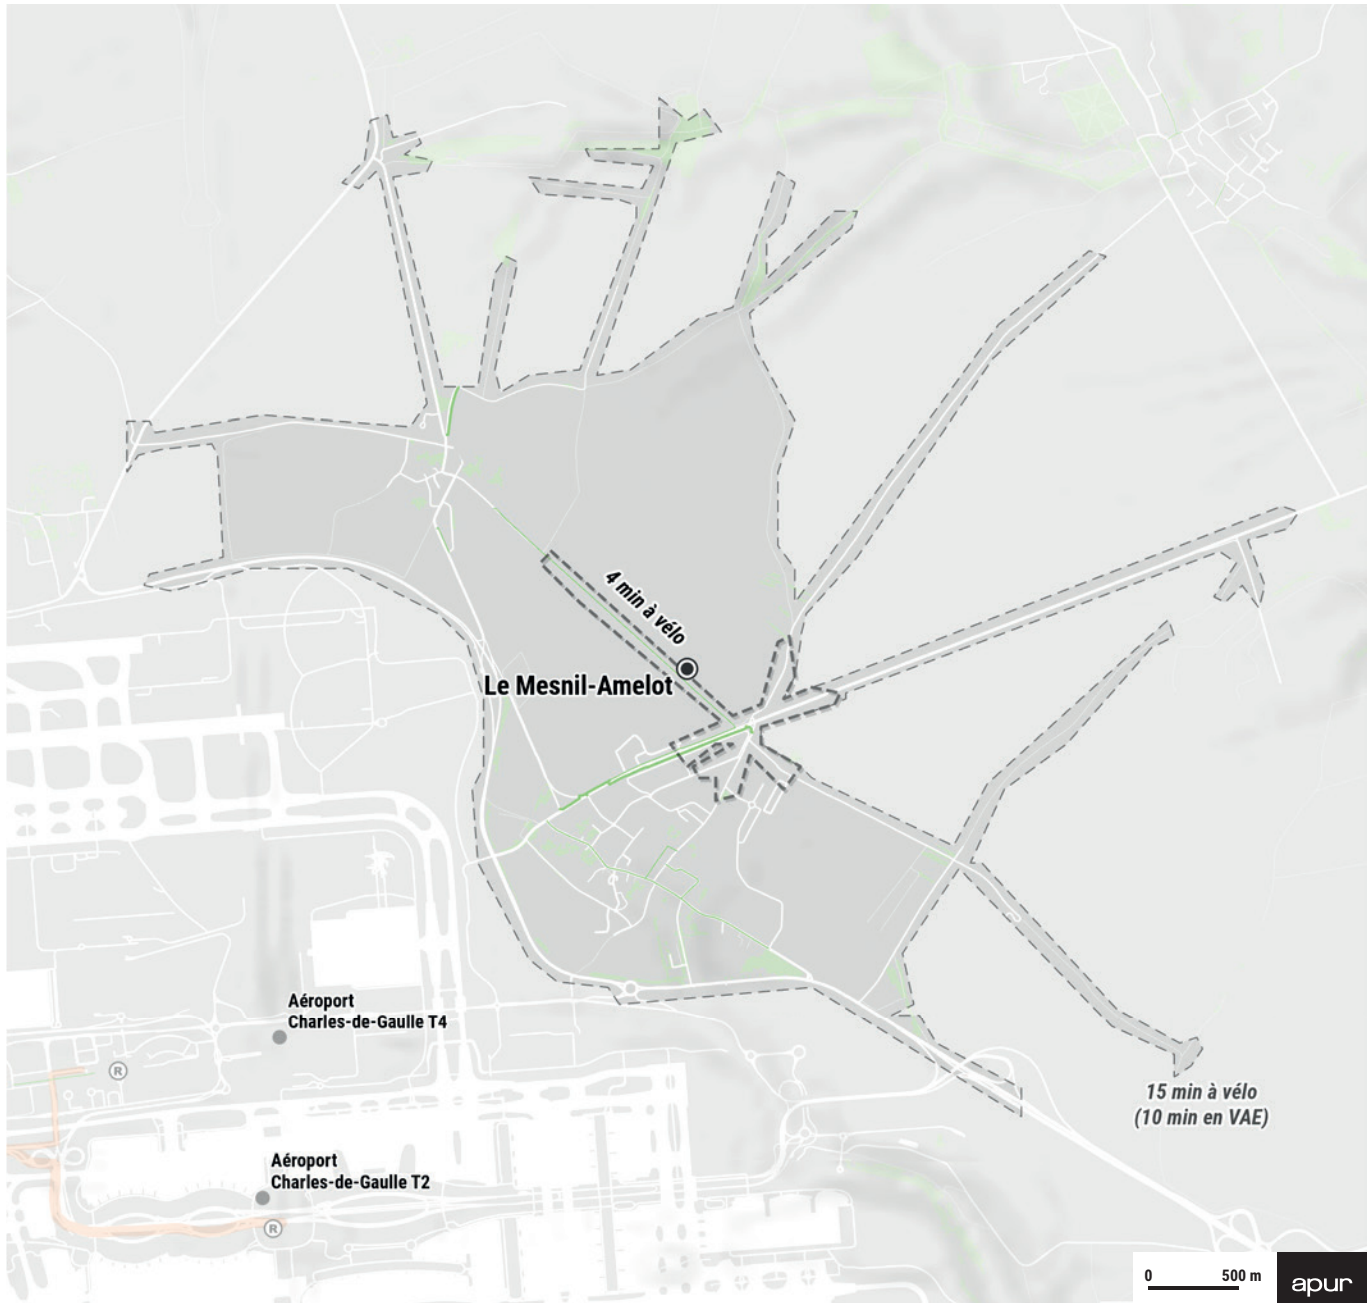 4 min à vélo
Le Mesnil-Amelot
Aéroport
Charles-de-Gaulle T4
R
15 min à vélo
(10 min en VAE)
Aéroport
Charles-de-Gaulle T2
R
0 500 m
apur